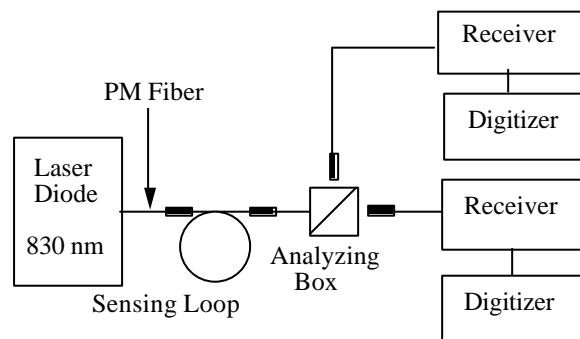 Receiver
PM Fiber
Digitizer
Laser
Diode
830 nm
Receiver
Analyzing
Box
Sensing Loop
Digitizer